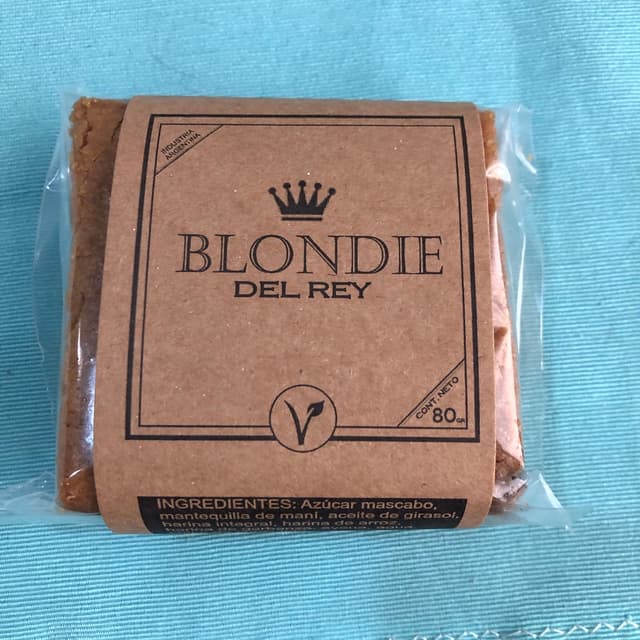 INDUSTRIA
ARGENTINA
BLONDIE
DEL REY
CONT. NETO
80GR
INGREDIENTES: Azúcar mascabo,
mantequilla de maní, aceite de girasol,
harina integral, harina de arroz,